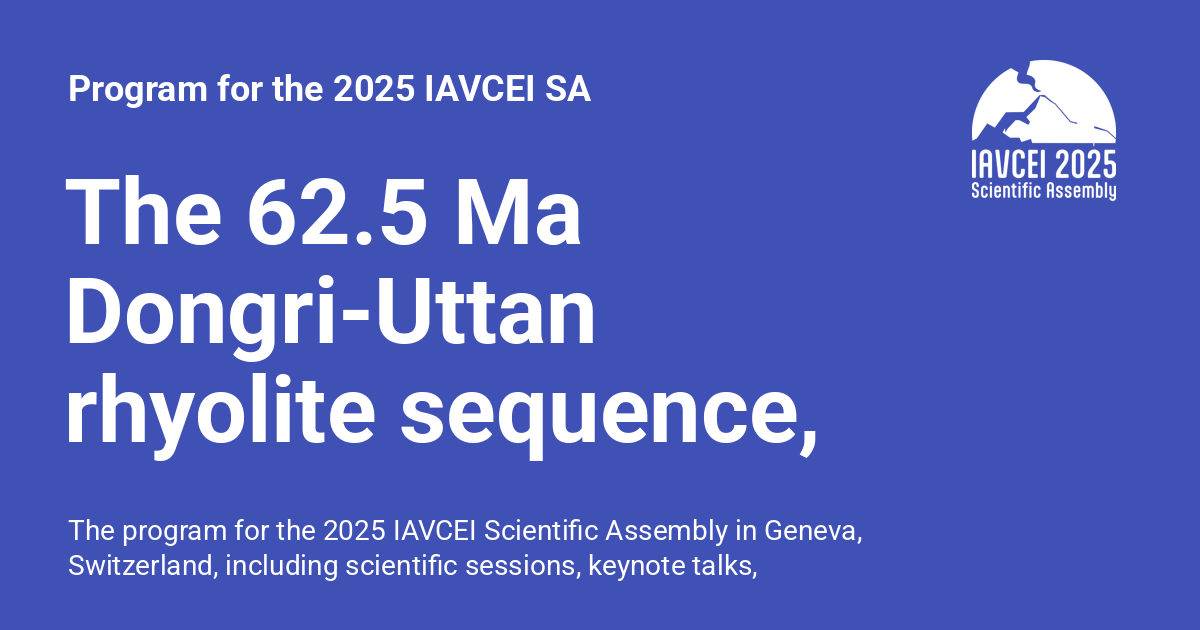 Program for the 2025 IAVCEI SA
IAVCEI 2025
Scientific Assembly
The 62.5 Ma
Dongri-Uttan
rhyolite sequence,
The program for the 2025 IAVCEI Scientific Assembly in Geneva,
Switzerland, including scientific sessions, keynote talks,